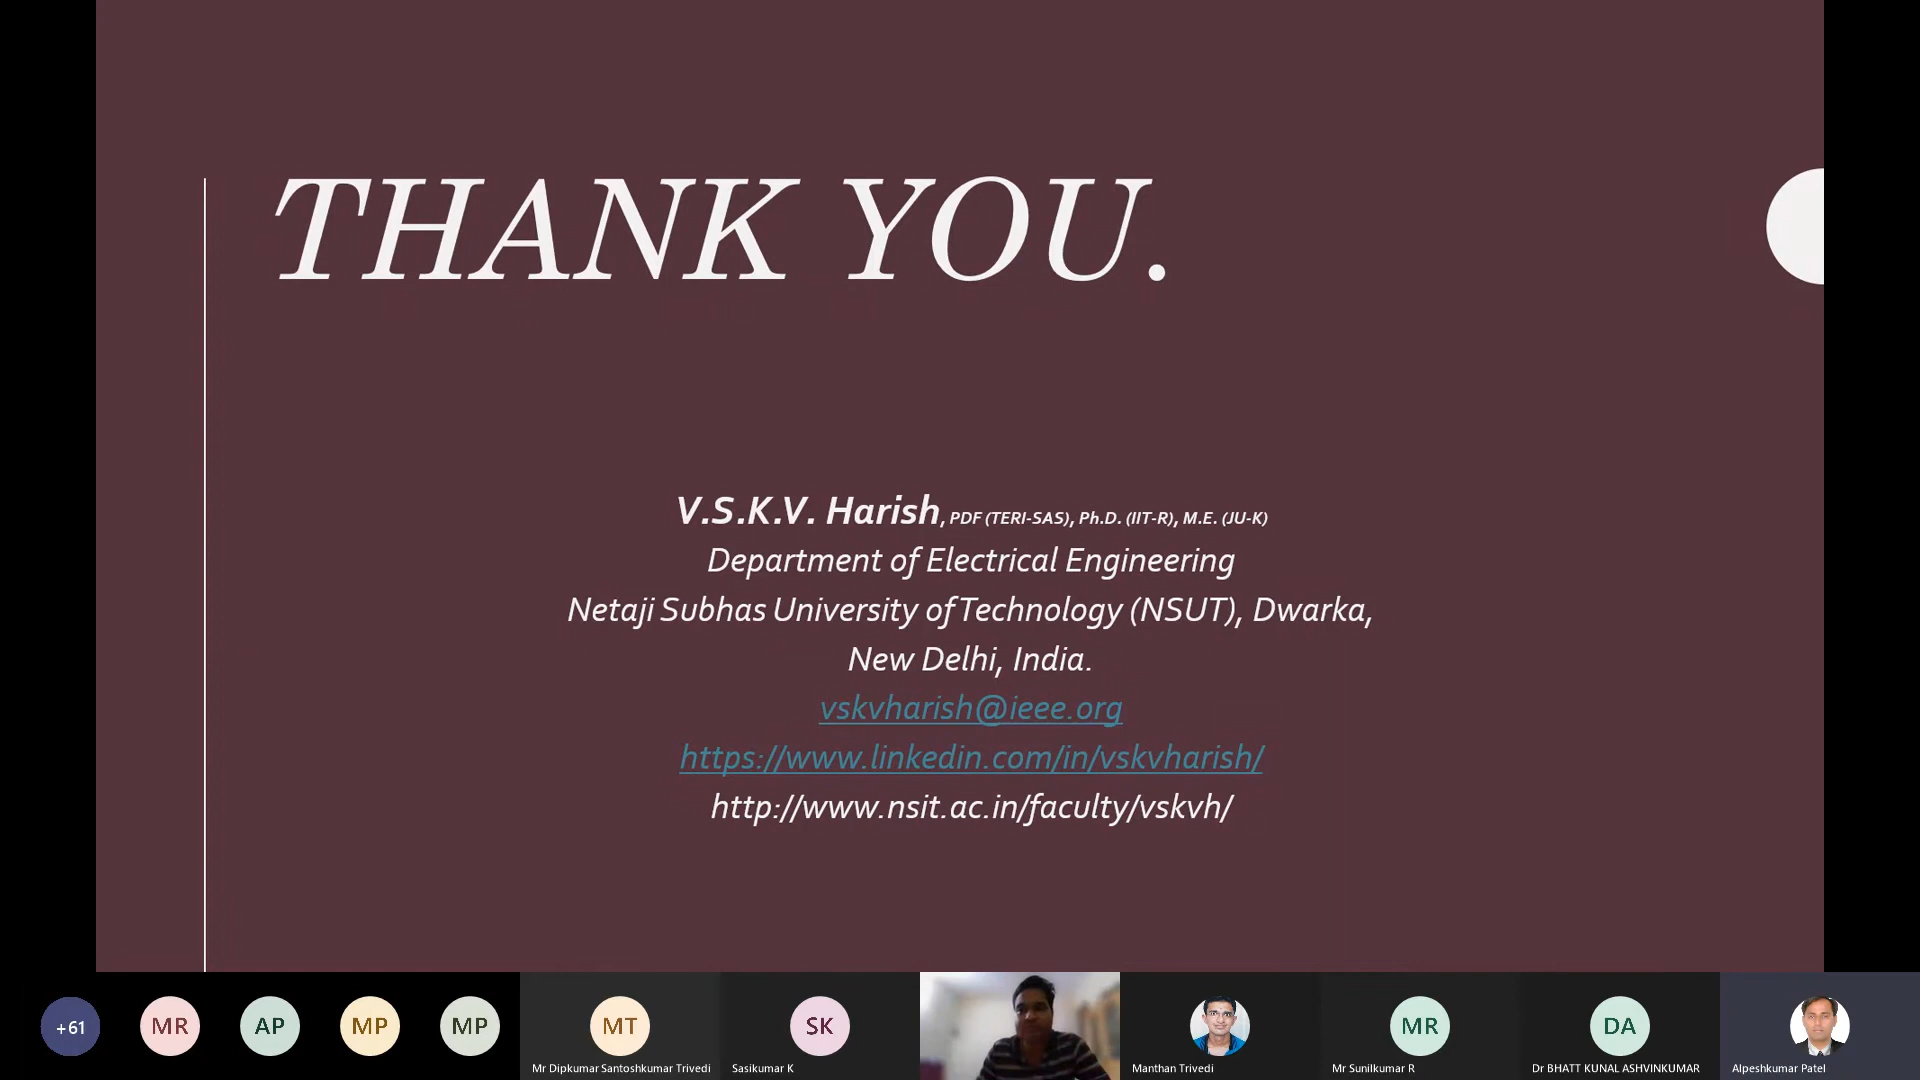 THANK YOU.
V.S.K.V. Harish, PDF (TERI-SAS), Ph.D. (IIT-R), M.E. (JU-K)
Department of Electrical Engineering
Netaji Subhas University of Technology (NSUT), Dwarka,
New Delhi, India.
vskvharish@ieee.org
https://www.linkedin.com/in/vskvharish/
http://www.nsit.ac.in/faculty/vskvh/
+61 MR AP MP MP MT SK MR DA
Mr Dipkumar Santoshkumar Trivedi Sasikumar K Manthan Trivedi Mr Sunilkumar R Dr BHATT KUNAL ASHVINKUMAR Alpeshkumar Patel